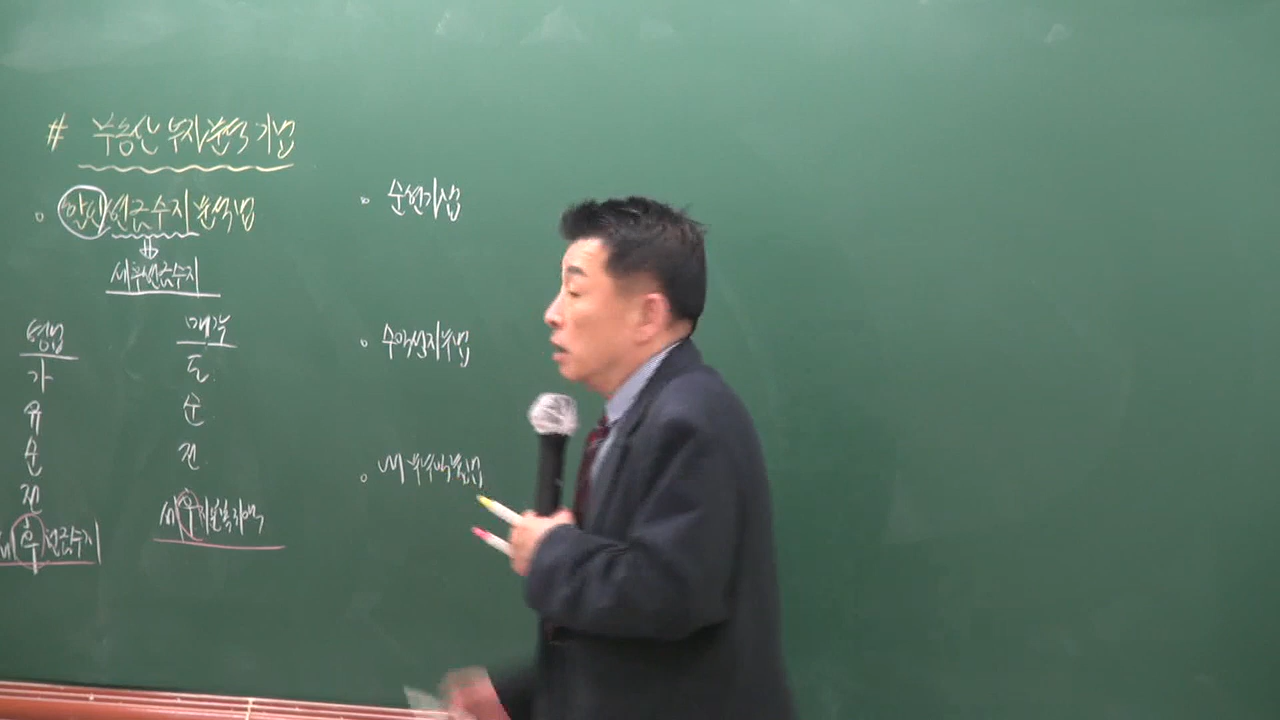 # 부동산 투자분석 기법
• 할인현금수지 분석법
⇓
세후현금수지
영업
가
유
순
전
세후현금수지
매각
도
순
전
세후지분복귀액
• 순현가법
• 수익성지수법
• 내부수익률법